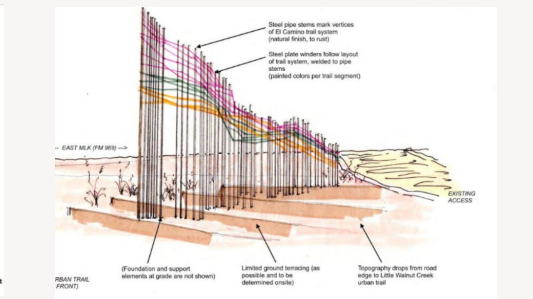 Steel pipe stems mark vertices
of El Camino trail system
(natural finish, to rust)
Steel plate winders follow layout
of trail system, welded to pipe
stems
(painted colors per trail segment)
EAST MLK (FM 969)
EXISTING
ACCESS
(Foundation and support
elements at grade are not shown)
Limited ground terracing (as
possible and to be
determined onsite)
Topography drops from road
edge to Little Walnut Creek
urban trail
RBAN TRAIL
FRONT)
t